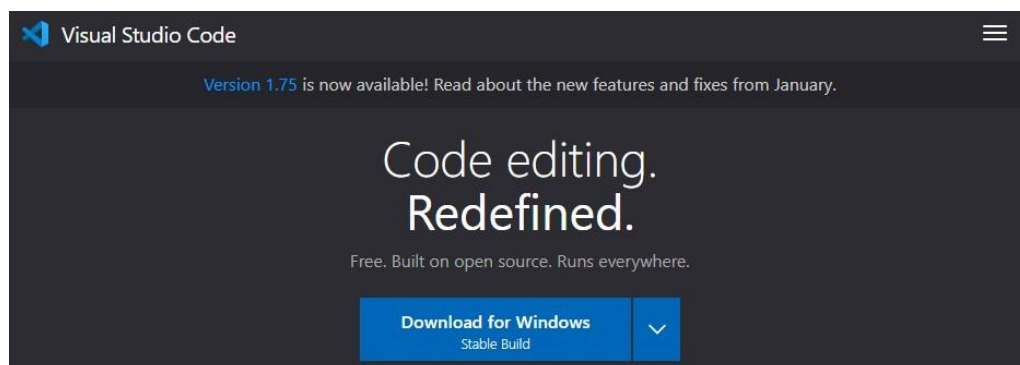 Visual Studio Code
Version 1.75 is now available! Read about the new features and fixes from January.
Code editing.
Redefined.
Free. Built on open source. Runs everywhere.
Download for Windows
Stable Build